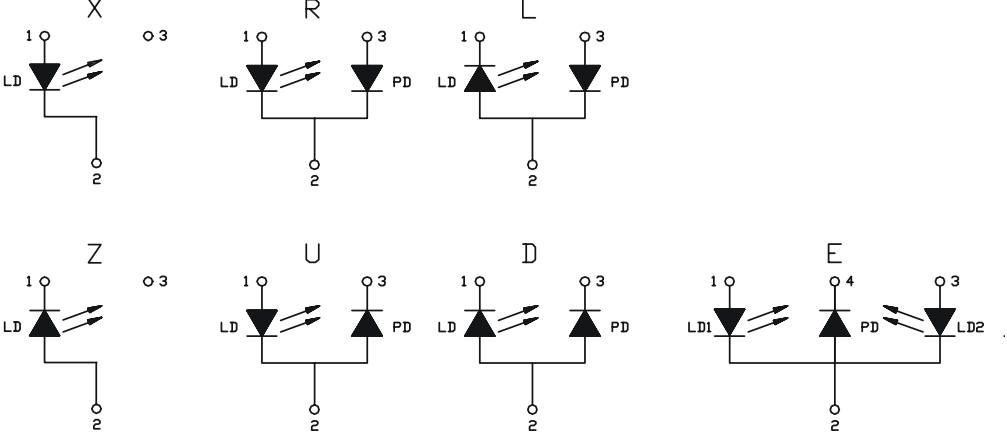 X R L
1 3 1 3 1 3
LD LD PD LD PD
2 2 2
Z U D E
1 3 1 3 1 3 1 4 3
LD LD PD LD PD LD1 PD LD2
2 2 2 2